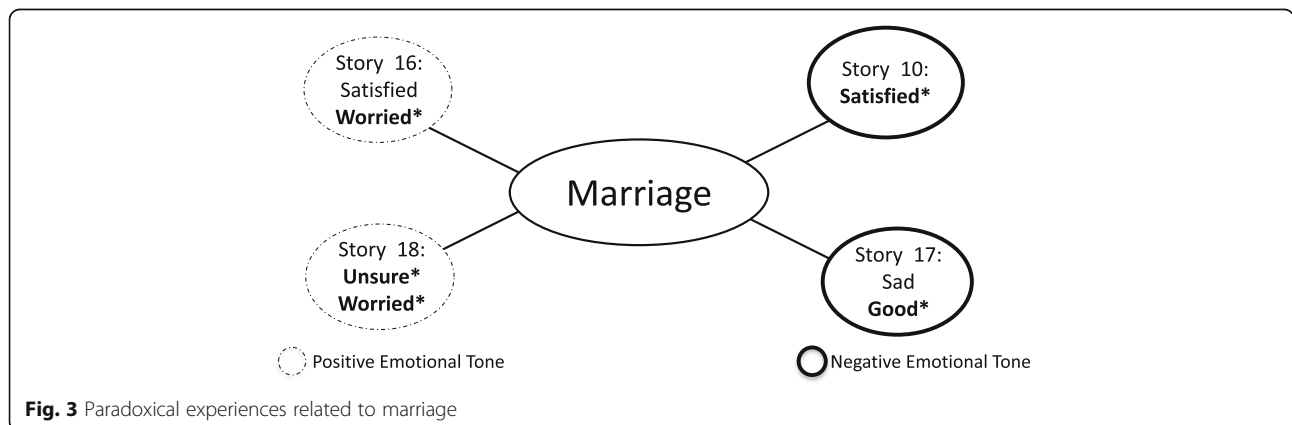 Story 16:
Satisfied
Worried*
Story 10:
Satisfied*
Marriage
Story 18:
Unsure*
Worried*
Story 17:
Sad
Good*
Positive Emotional Tone
Negative Emotional Tone
Fig. 3 Paradoxical experiences related to marriage